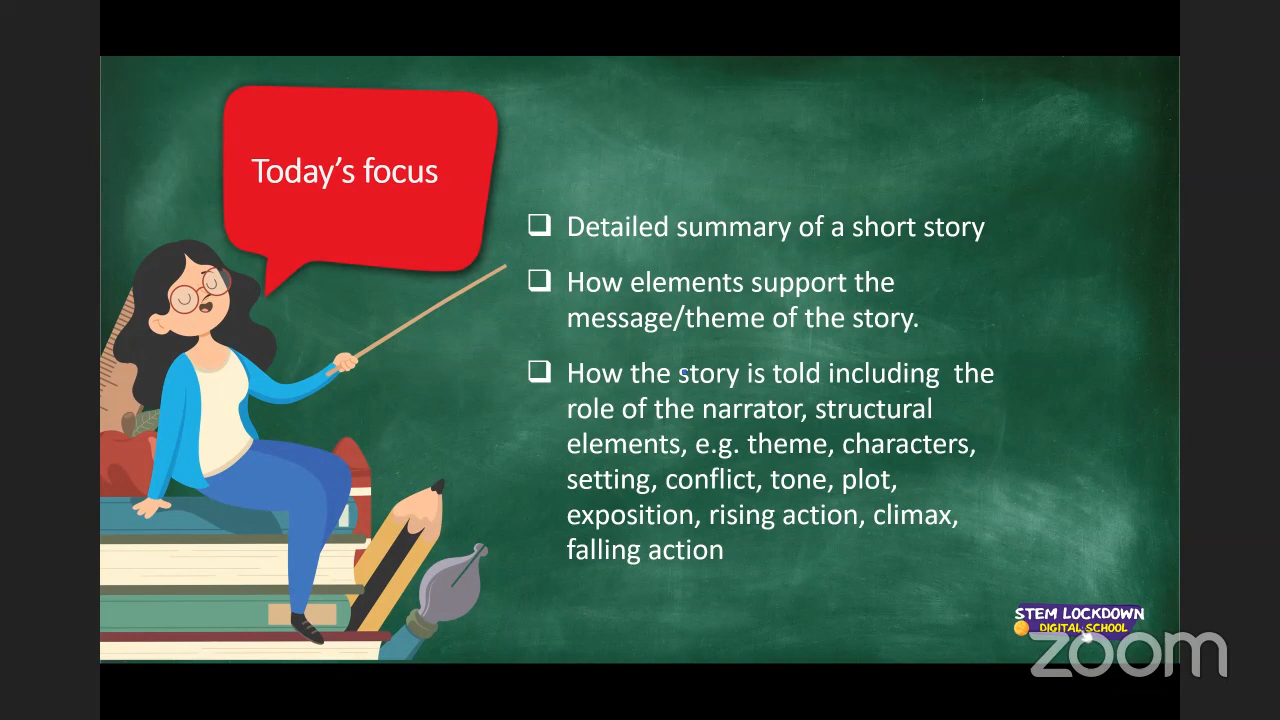 Today’s focus
❑ Detailed summary of a short story
❑ How elements support the
message/theme of the story.
❑ How the story is told including  the
role of the narrator, structural
elements, e.g. theme, characters,
setting, conflict, tone, plot,
exposition, rising action, climax,
falling action
STEM LOCKDOWN
DIGITAL SCHOOL
zoom